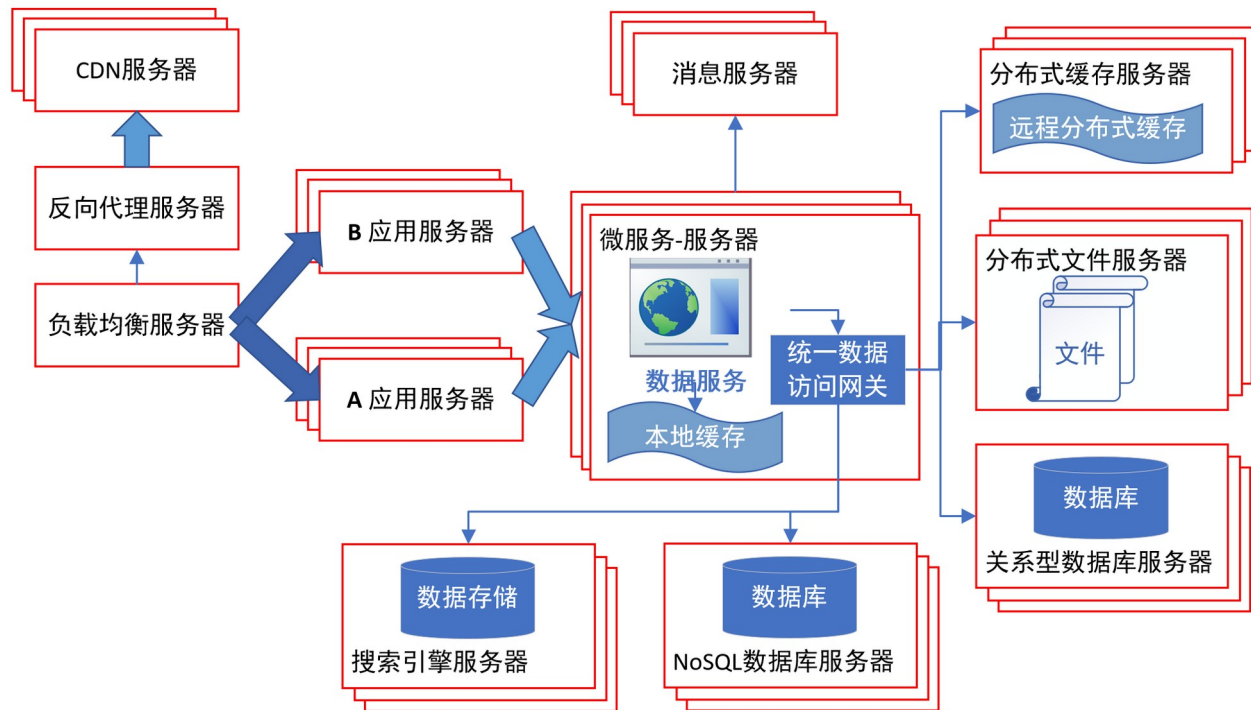 CDN服务器
消息服务器
分布式缓存服务器
远程分布式缓存
反向代理服务器
B 应用服务器
微服务-服务器
分布式文件服务器
负载均衡服务器
文件
统一数据
访问网关
数据服务
A 应用服务器
本地缓存
数据库
关系型数据库服务器
数据存储
搜索引擎服务器
数据库
NoSQL数据库服务器